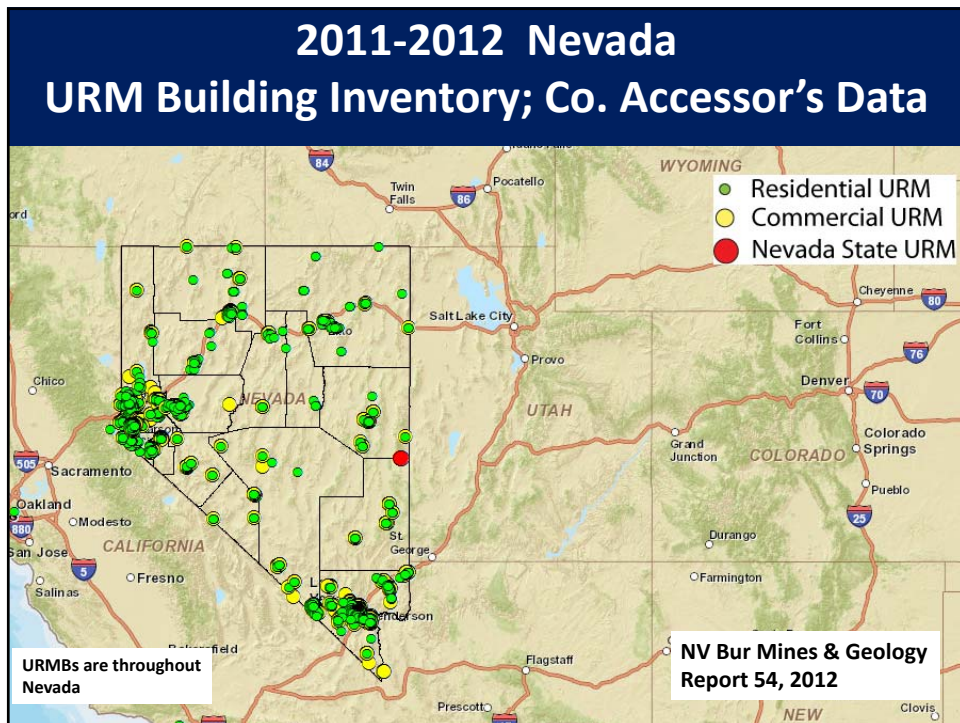 2011-2012 Nevada
URM Building Inventory; Co. Accessor's Data
WYOMING
84
Twin
Falls
86
Pocatello
Residential URM
Commercial URM
Nevada State URM
Cheyenne
80
Salt Lake City
Fort
Collins
76
Provo
Chico
NEVADA
UTAH
Denver
70
Grand
Junction
COLORADO
Colorado
Springs
505
Sacramento
Pueblo
Oakland
880
Modesto
25
San Jose
CALIFORNIA
St.
George
Durango
5
Fresno
Salinas
Farmington
URMBs are throughout
Nevada
Flagstaff
NV Bur Mines & Geology
Report 54, 2012
Prescott
NEW
Clovis